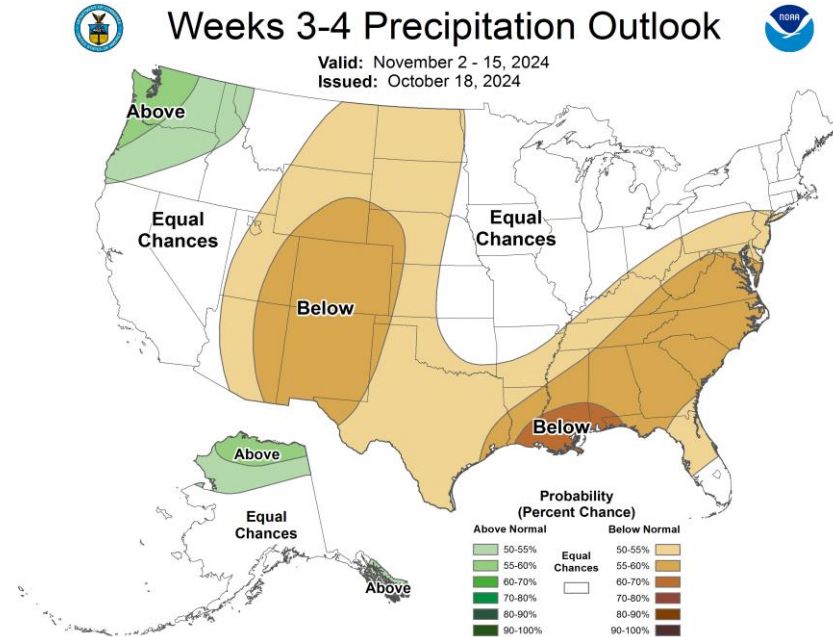 Weeks 3-4 Precipitation Outlook
NOAA
Valid: November 2 - 15, 2024
Issued: October 18, 2024
Above
Equal
Chances
Equal
Chances
Below
Below
Above
Equal
Chances
Above
Probability
(Percent Chance)
Above Normal
Below Normal
50-55%
55-60%
60-70%
70-80%
80-90%
90-100%
Equal
Chances
50-55%
55-60%
60-70%
70-80%
80-90%
90-100%